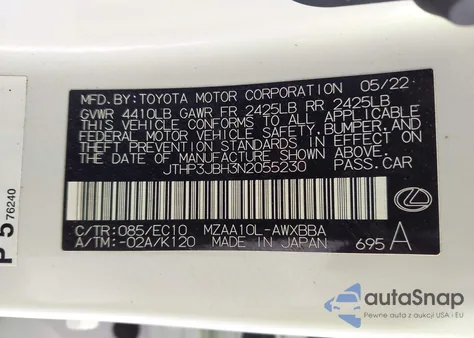 MFD. BY: TOYOTA MOTOR CORPORATION 05/22
GVWR 4410LB GAWR FR 2425LB RR 2425LB
THIS VEHICLE CONFORMS TO ALL APPLICABLE
FEDERAL MOTOR VEHICLE SAFETY, BUMPER, AND
THEFT PREVENTION STANDARDS IN EFFECT ON
THE DATE OF MANUFACTURE SHOWN ABOVE.
JTHP3JBH3N2055230 PASS.CAR
C/TR: 085/EC10 MZAA10L-AWXBBA
A/TM: -02A/K120 MADE IN JAPAN 695 A
P 5 76240
autoSnap
Pewne auta z aukcji USA i EU